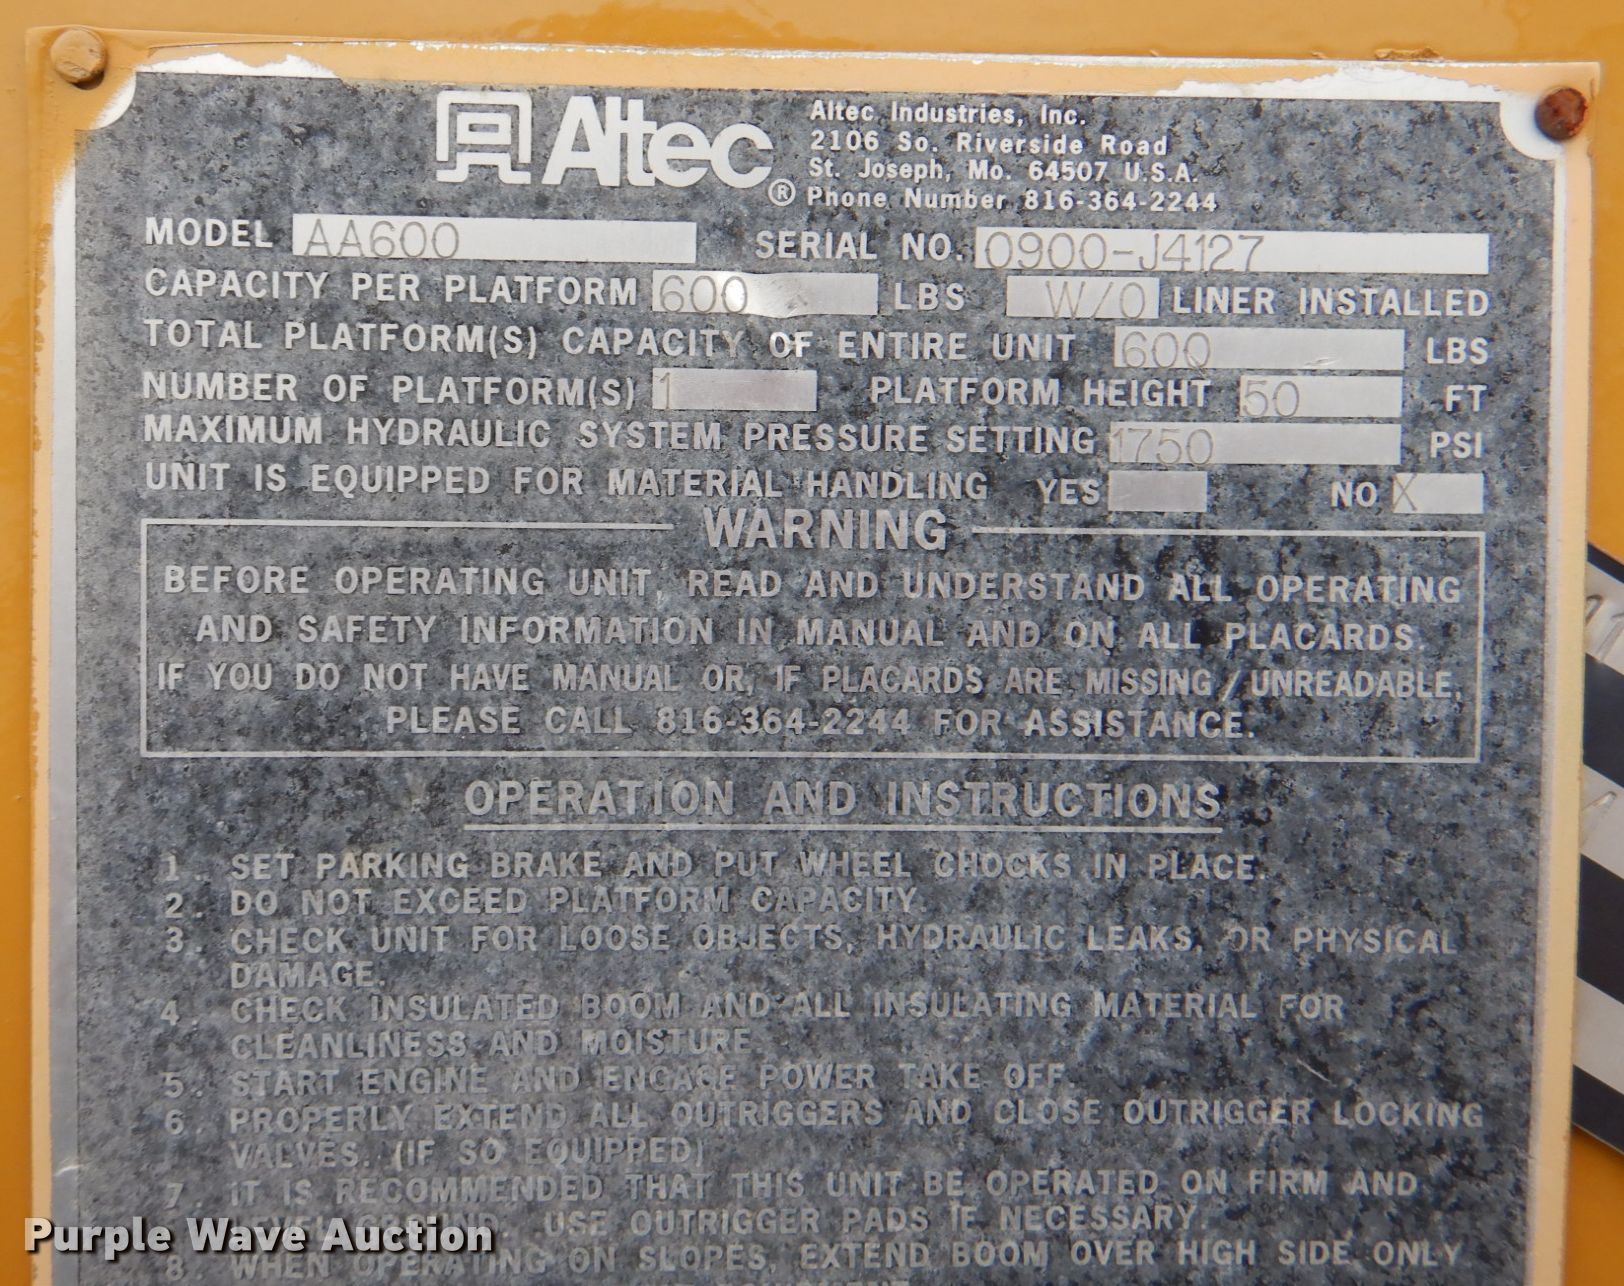 Altec®
Altec Industries, Inc.
2106 So. Riverside Road
St. Joseph, Mo. 64507 U.S.A.
Phone Number 816-364-2244
MODEL AA600 SERIAL NO. 0900-J4127
CAPACITY PER PLATFORM 600 LBS W/O LINER INSTALLED
TOTAL PLATFORM(S) CAPACITY OF ENTIRE UNIT 600 LBS
NUMBER OF PLATFORM(S) 1 PLATFORM HEIGHT 50 FT
MAXIMUM HYDRAULIC SYSTEM PRESSURE SETTING 1750 PSI
UNIT IS EQUIPPED FOR MATERIAL HANDLING YES NO X
WARNING
BEFORE OPERATING UNIT, READ AND UNDERSTAND ALL OPERATING
AND SAFETY INFORMATION IN MANUAL AND ON ALL PLACARDS.
IF YOU DO NOT HAVE MANUAL OR, IF PLACARDS ARE MISSING/UNREADABLE,
PLEASE CALL 816-364-2244 FOR ASSISTANCE.
OPERATION AND INSTRUCTIONS
1. SET PARKING BRAKE AND PUT WHEEL CHOCKS IN PLACE.
2. DO NOT EXCEED PLATFORM CAPACITY.
3. CHECK UNIT FOR LOOSE OBJECTS, HYDRAULIC LEAKS, OR PHYSICAL
DAMAGE.
4. CHECK INSULATED BOOM AND ALL INSULATING MATERIAL FOR
CLEANLINESS AND MOISTURE.
5. START ENGINE AND ENGAGE POWER TAKE OFF.
6. PROPERLY EXTEND ALL OUTRIGGERS AND CLOSE OUTRIGGER LOCKING
VALVES. (IF SO EQUIPPED)
7. IT IS RECOMMENDED THAT THIS UNIT BE OPERATED ON FIRM AND
USE OUTRIGGER PADS IF NECESSARY.
8. WHEN OPERATING ON SLOPES, EXTEND BOOM OVER HIGH SIDE ONLY
Purple Wave Auction